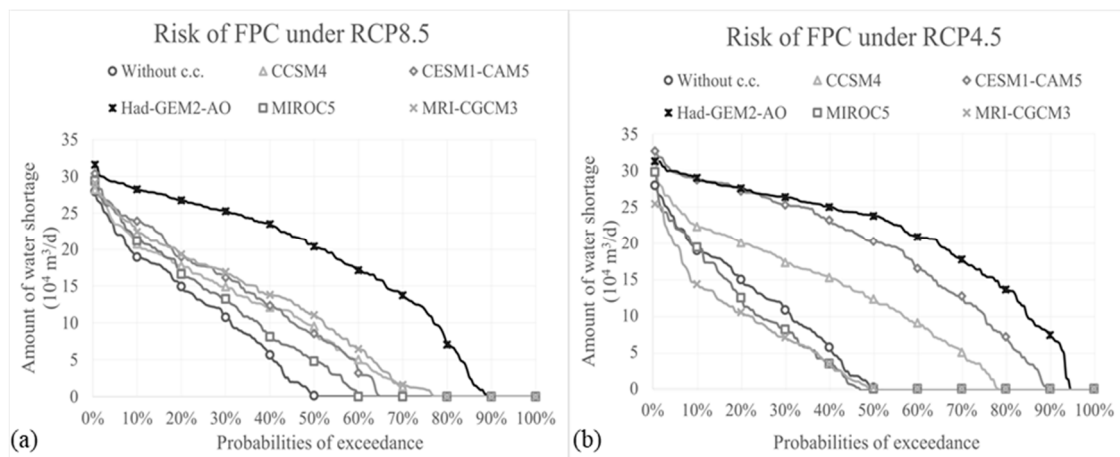 Risk of FPC under RCP8.5
Without c.c. CCSM4 CESM1-CAM5
Had-GEM2-AO MIROC5 MRI-CGCM3
Amount of water shortage
(10⁴ m³/d)
35
30
25
20
15
10
5
0
0% 10% 20% 30% 40% 50% 60% 70% 80% 90% 100%
Probabilities of exceedance
(a)
Risk of FPC under RCP4.5
Without c.c. CCSM4 CESM1-CAM5
Had-GEM2-AO MIROC5 MRI-CGCM3
Amount of water shortage
(10⁴ m³/d)
35
30
25
20
15
10
5
0
0% 10% 20% 30% 40% 50% 60% 70% 80% 90% 100%
Probabilities of exceedance
(b)